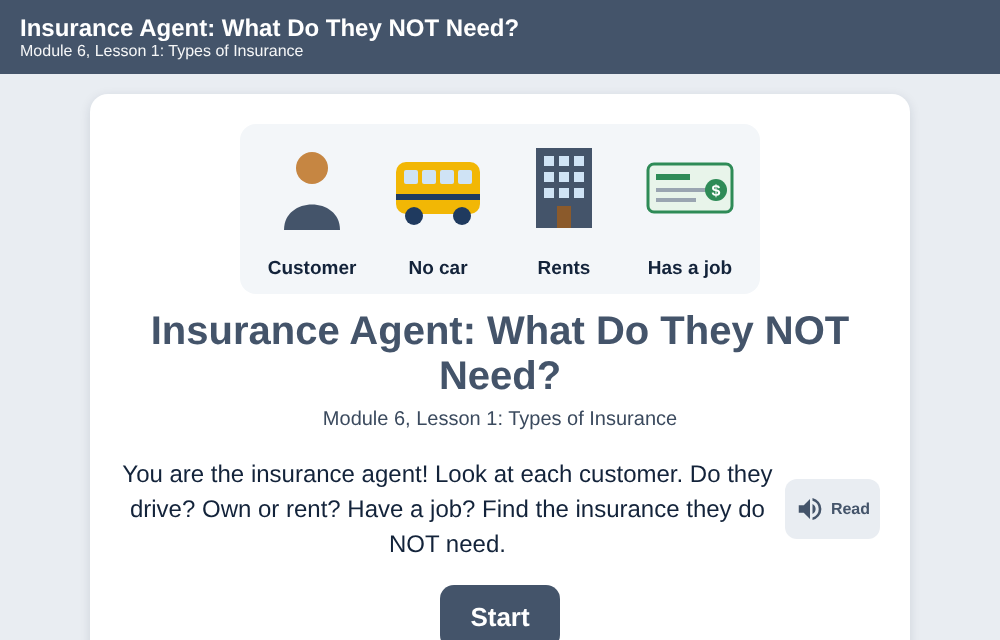 Insurance Agent: What Do They NOT Need?
Module 6, Lesson 1: Types of Insurance
$
Customer No car Rents Has a job
Insurance Agent: What Do They NOT
Need?
Module 6, Lesson 1: Types of Insurance
You are the insurance agent! Look at each customer. Do they
drive? Own or rent? Have a job? Find the insurance they do
NOT need.
Read
Start